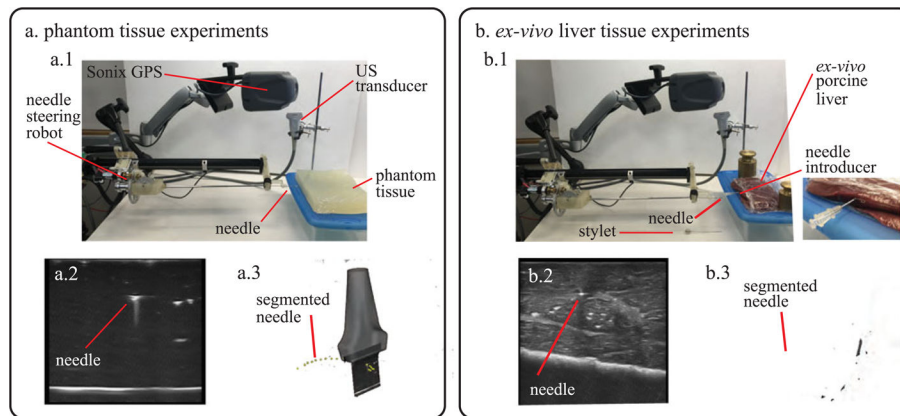 a. phantom tissue experiments
a.1
Sonix GPS
US
transducer
needle
steering
robot
phantom
tissue
needle
a.2
needle
a.3
segmented
needle
b. ex-vivo liver tissue experiments
b.1
ex-vivo
porcine
liver
needle
introducer
needle
stylet
b.2
needle
b.3
segmented
needle